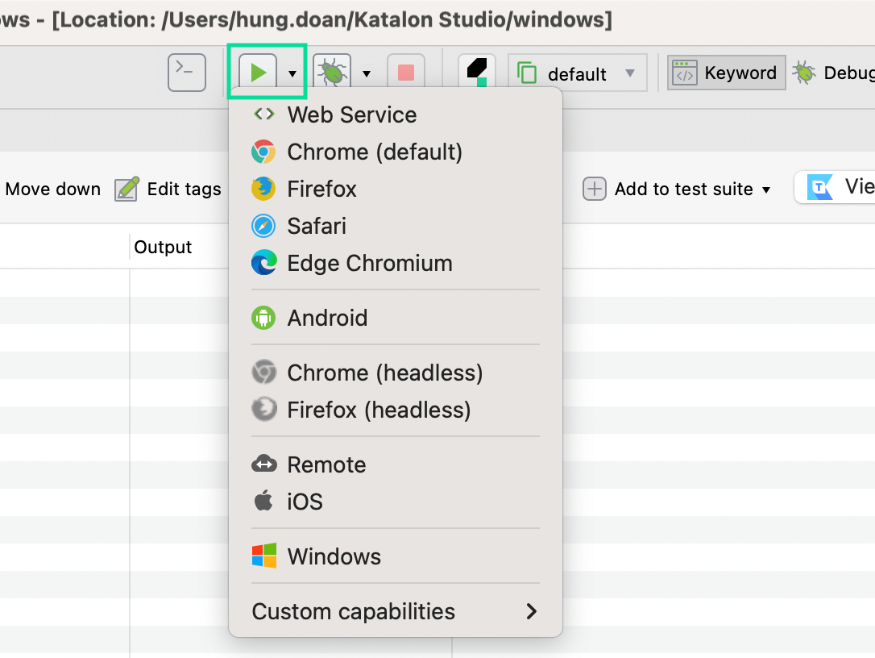 ows - [Location: /Users/hung.doan/Katalon Studio/windows]
default
Keyword
Debug
Web Service
Chrome (default)
Firefox
Safari
Edge Chromium
Android
Chrome (headless)
Firefox (headless)
Remote
iOS
Windows
Custom capabilities
Move down
Edit tags
Add to test suite
Vie
Output